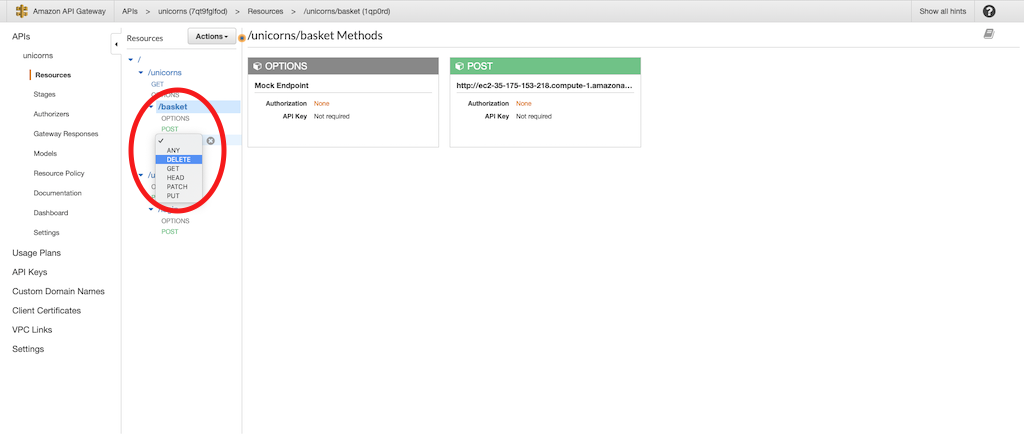 Amazon API Gateway
APIs > unicorns (7qt9fglfod) > Resources > /unicorns/basket (1qp0rd)
Show all hints
APIs
unicorns
Resources
Stages
Authorizers
Gateway Responses
Models
Resource Policy
Documentation
Dashboard
Settings
Usage Plans
API Keys
Custom Domain Names
Client Certificates
VPC Links
Settings
Resources
Actions
/
/unicorns
GET
OPTIONS
/basket
OPTIONS
POST
ANY
DELETE
GET
HEAD
PATCH
PUT
OPTIONS
POST
/unicorns/basket Methods
OPTIONS
Mock Endpoint
Authorization None
API Key Not required
POST
http://ec2-35-175-153-218.compute-1.amazona...
Authorization None
API Key Not required